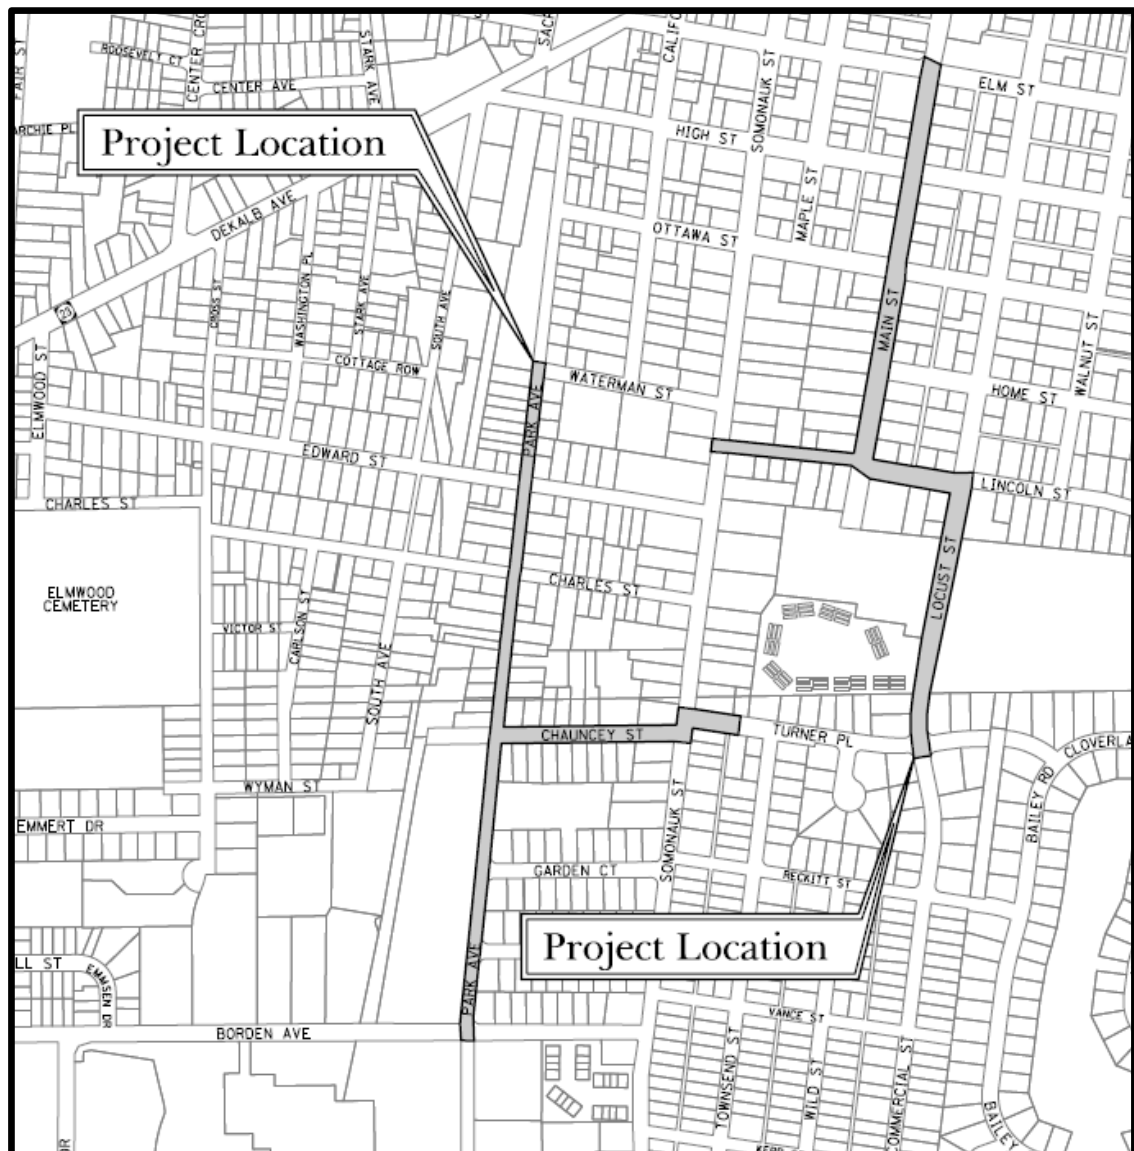 FAIR ST
ROOSEVELT CT
CENTER AVE
STARK AVE
ARCHIE PL
Project Location
DEKALB AVE
23
ELM ST
HIGH ST
SOMONAUK ST
MAPLE ST
OTTAWA ST
CROSS ST
WASHINGTON PL
STARK AVE
SOUTH AVE
COTTAGE ROW
ELMWOOD ST
MAIN ST
WALNUT ST
HOME ST
WATERMAN ST
PARK AVE
EDWARD ST
LINCOLN ST
CHARLES ST
CHARLES ST
LOCUST ST
ELMWOOD
CEMETERY
VICTOR ST
CARLSON ST
SOUTH AVE
CHAUNCEY ST
TURNER PL
CLOVERLA
BAILEY RD
WYMAN ST
EMMERT DR
SOMONAUK ST
GARDEN CT
RECKITT ST
Project Location
LL ST
EMMSEN DR
PARK AVE
BORDEN AVE
VANCE ST
TOWNSEND ST
WILD ST
OMMERCIAL ST
BAILEY